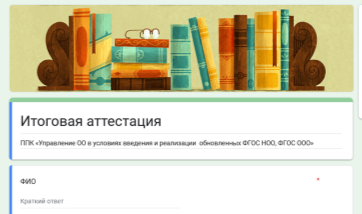 Итоговая аттестация
ППК «Управление ОО в условиях введения и реализации обновленных ФГОС НОО, ФГОС ООО»
ФИО *
Краткий ответ